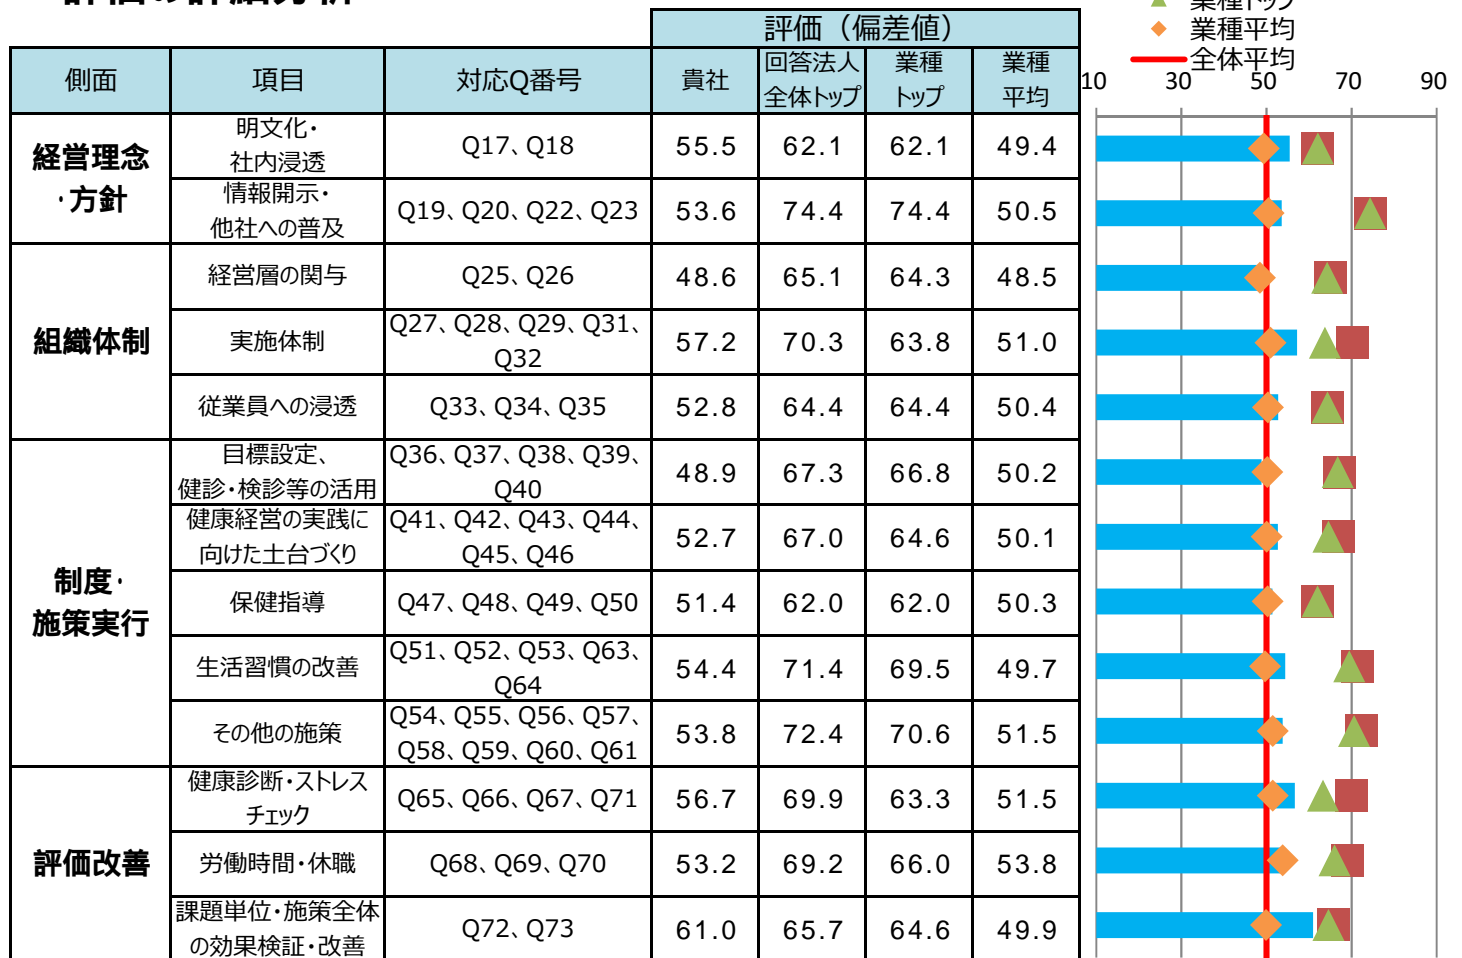 評価の詳細分析
業種トップ
業種平均
全体平均
評価（偏差値）
側面 項目 対応Q番号 貴社 回答法人全体トップ 業種トップ 業種平均
10 30 50 70 90
経営理念・方針
明文化・社内浸透 Q17、Q18 55.5 62.1 62.1 49.4
情報開示・他社への普及 Q19、Q20、Q22、Q23 53.6 74.4 74.4 50.5
組織体制
経営層の関与 Q25、Q26 48.6 65.1 64.3 48.5
実施体制 Q27、Q28、Q29、Q31、Q32 57.2 70.3 63.8 51.0
従業員への浸透 Q33、Q34、Q35 52.8 64.4 64.4 50.4
制度・施策実行
目標設定、健診・検診等の活用 Q36、Q37、Q38、Q39、Q40 48.9 67.3 66.8 50.2
健康経営の実践に向けた土台づくり Q41、Q42、Q43、Q44、Q45、Q46 52.7 67.0 64.6 50.1
保健指導 Q47、Q48、Q49、Q50 51.4 62.0 62.0 50.3
生活習慣の改善 Q51、Q52、Q53、Q63、Q64 54.4 71.4 69.5 49.7
その他の施策 Q54、Q55、Q56、Q57、Q58、Q59、Q60、Q61 53.8 72.4 70.6 51.5
評価改善
健康診断・ストレスチェック Q65、Q66、Q67、Q71 56.7 69.9 63.3 51.5
労働時間・休職 Q68、Q69、Q70 53.2 69.2 66.0 53.8
課題単位・施策全体の効果検証・改善 Q72、Q73 61.0 65.7 64.6 49.9